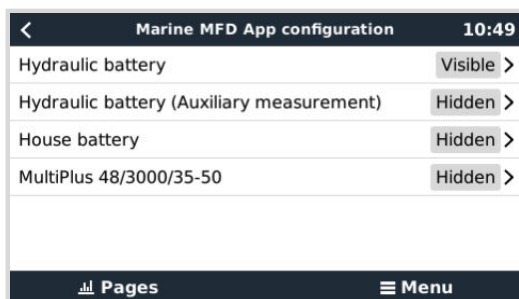 Marine MFD App configuration 10:49
Hydraulic battery Visible
Hydraulic battery (Auxiliary measurement) Hidden
House battery Hidden
MultiPlus 48/3000/35-50 Hidden
Pages Menu